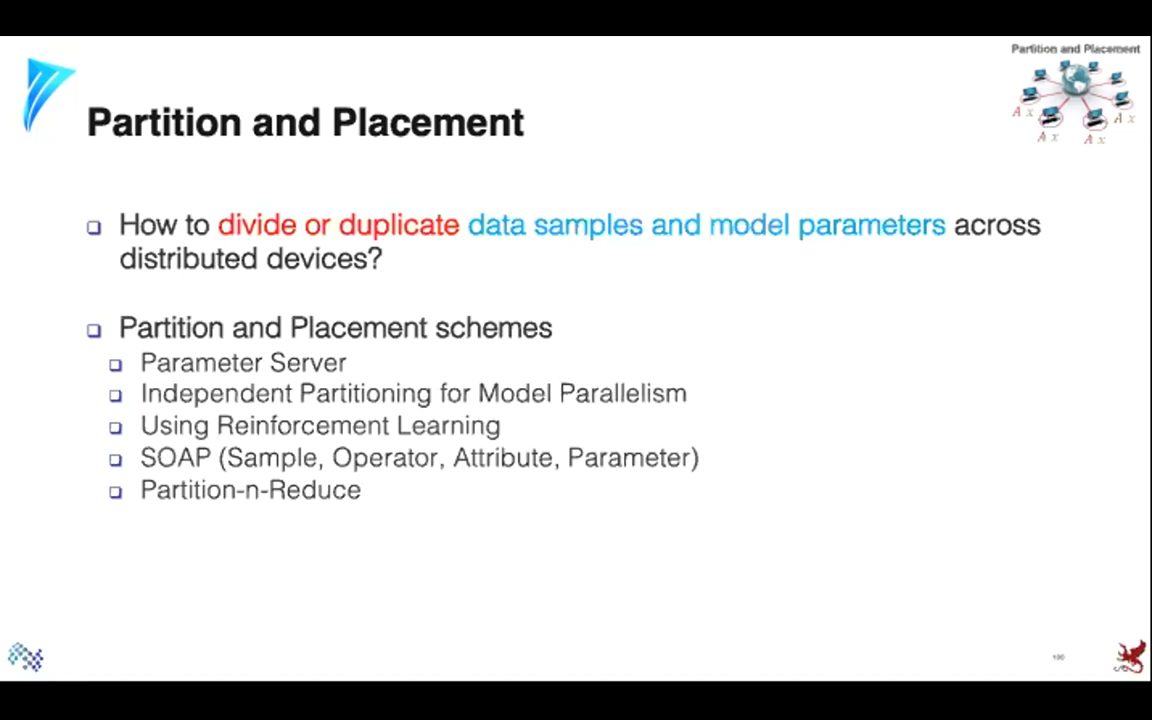 Partition and Placement
Partition and Placement
A x
A x
A x
A x
How to divide or duplicate data samples and model parameters across
distributed devices?
Partition and Placement schemes
Parameter Server
Independent Partitioning for Model Parallelism
Using Reinforcement Learning
SOAP (Sample, Operator, Attribute, Parameter)
Partition-n-Reduce